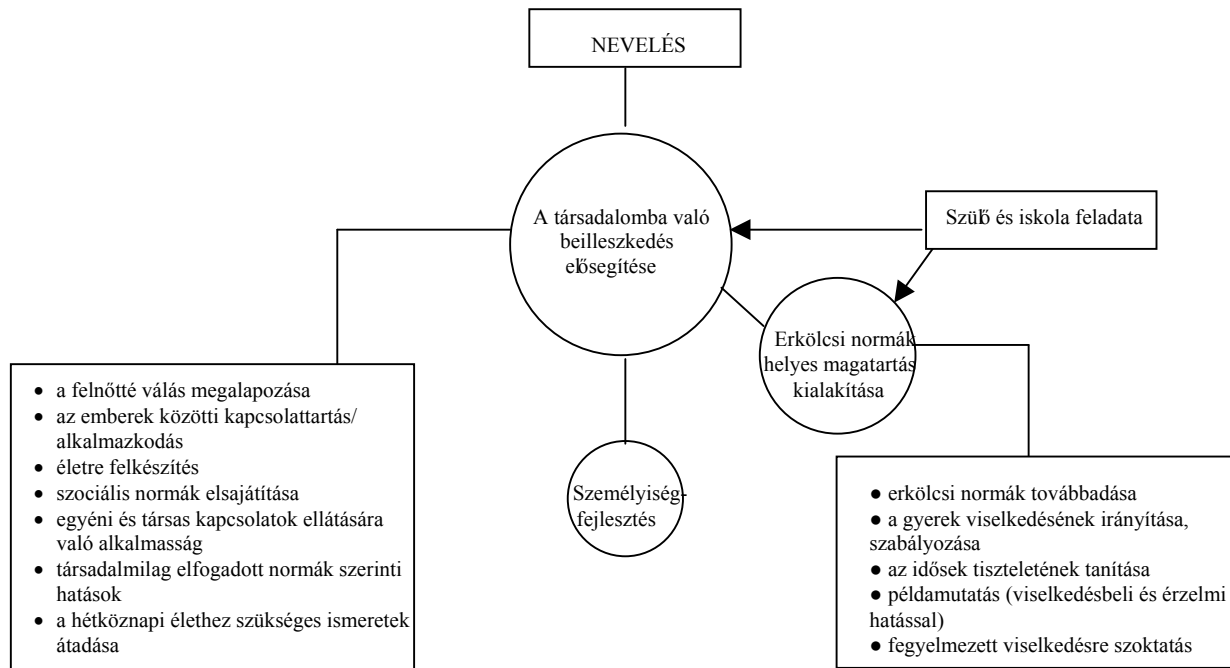 NEVELÉS
A társadalomba való
beilleszkedés
elősegítése
Szülő és iskola feladata
Erkölcsi normák
helyes magatartás
kialakítása
Személyiség-
fejlesztés
• a felnőtté válás megalapozása
• az emberek közötti kapcsolattartás/
alkalmazkodás
• életre felkészítés
• szociális normák elsajátítása
• egyéni és társas kapcsolatok ellátására
való alkalmasság
• társadalmilag elfogadott normák szerinti
hatások
• a hétköznapi élethez szükséges ismeretek
átadása
● erkölcsi normák továbbadása
● a gyerek viselkedésének irányítása,
szabályozása
● az idősek tiszteletének tanítása
● példamutatás (viselkedésbeli és érzelmi
hatással)
● fegyelmezett viselkedésre szoktatás